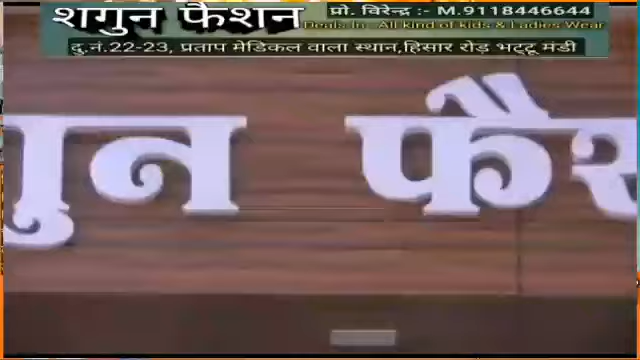 शगुन फैशन
प्रो. विरेन्द्र :- M.9118446644
Deals In:- All kind of kids & Ladies Wear
दु.नं.22-23, प्रताप मेडिकल वाला स्थान,हिसार रोड़ भट्टू मंडी
गुन फैश